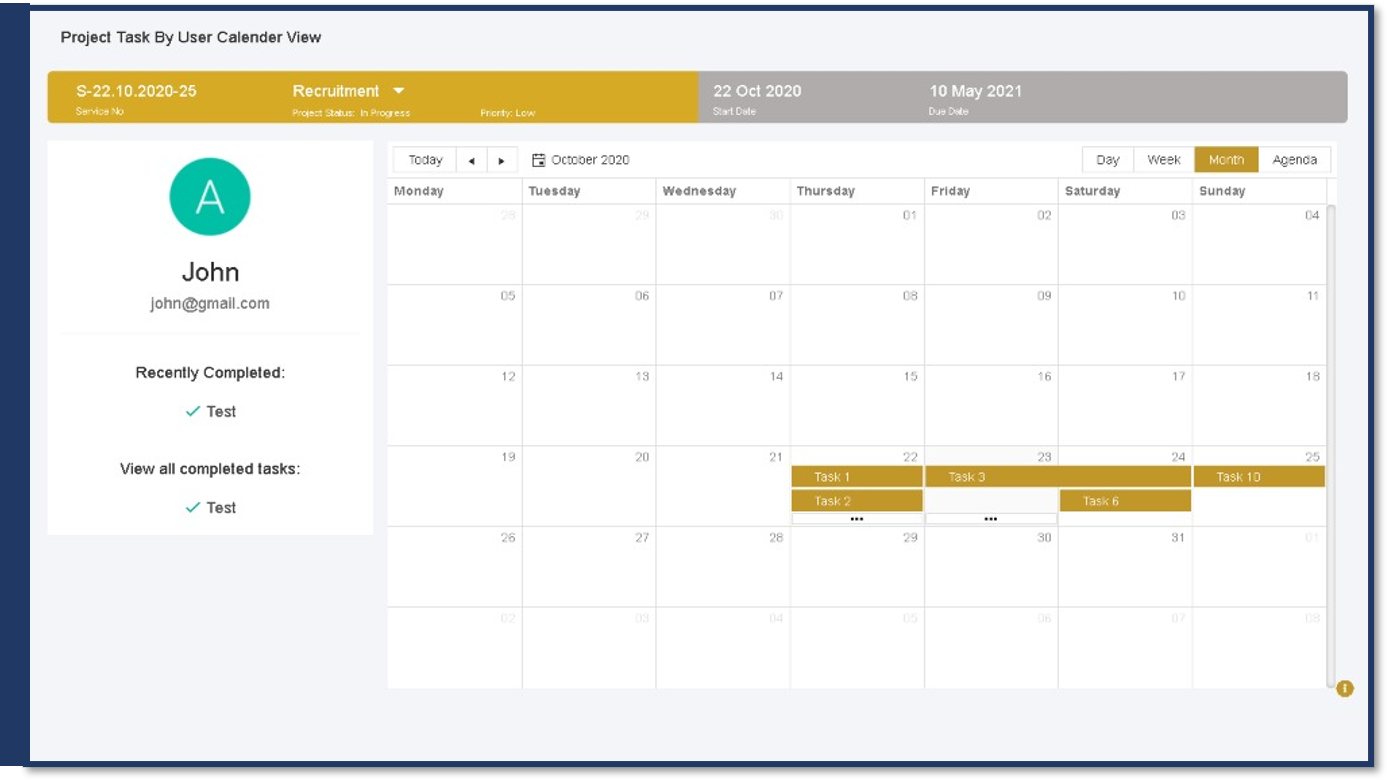 Project Task By User Calender View
S-22.10.2020-25 Recruitment 22 Oct 2020 10 May 2021
Service No Project Status: In Progress Priority: Low Start Date Due Date
A
John
john@gmail.com
Recently Completed:
✓ Test
View all completed tasks:
✓ Test
Today October 2020 Day Week Month Agenda
Monday Tuesday Wednesday Thursday Friday Saturday Sunday
28 29 30 01 02 03 04
05 06 07 08 09 10 11
12 13 14 15 16 17 18
19 20 21 22 23 24 25
Task 1 Task 3 Task 10
Task 2 Task 6
••• •••
26 27 28 29 30 31 01
02 03 04 05 06 07 08
i